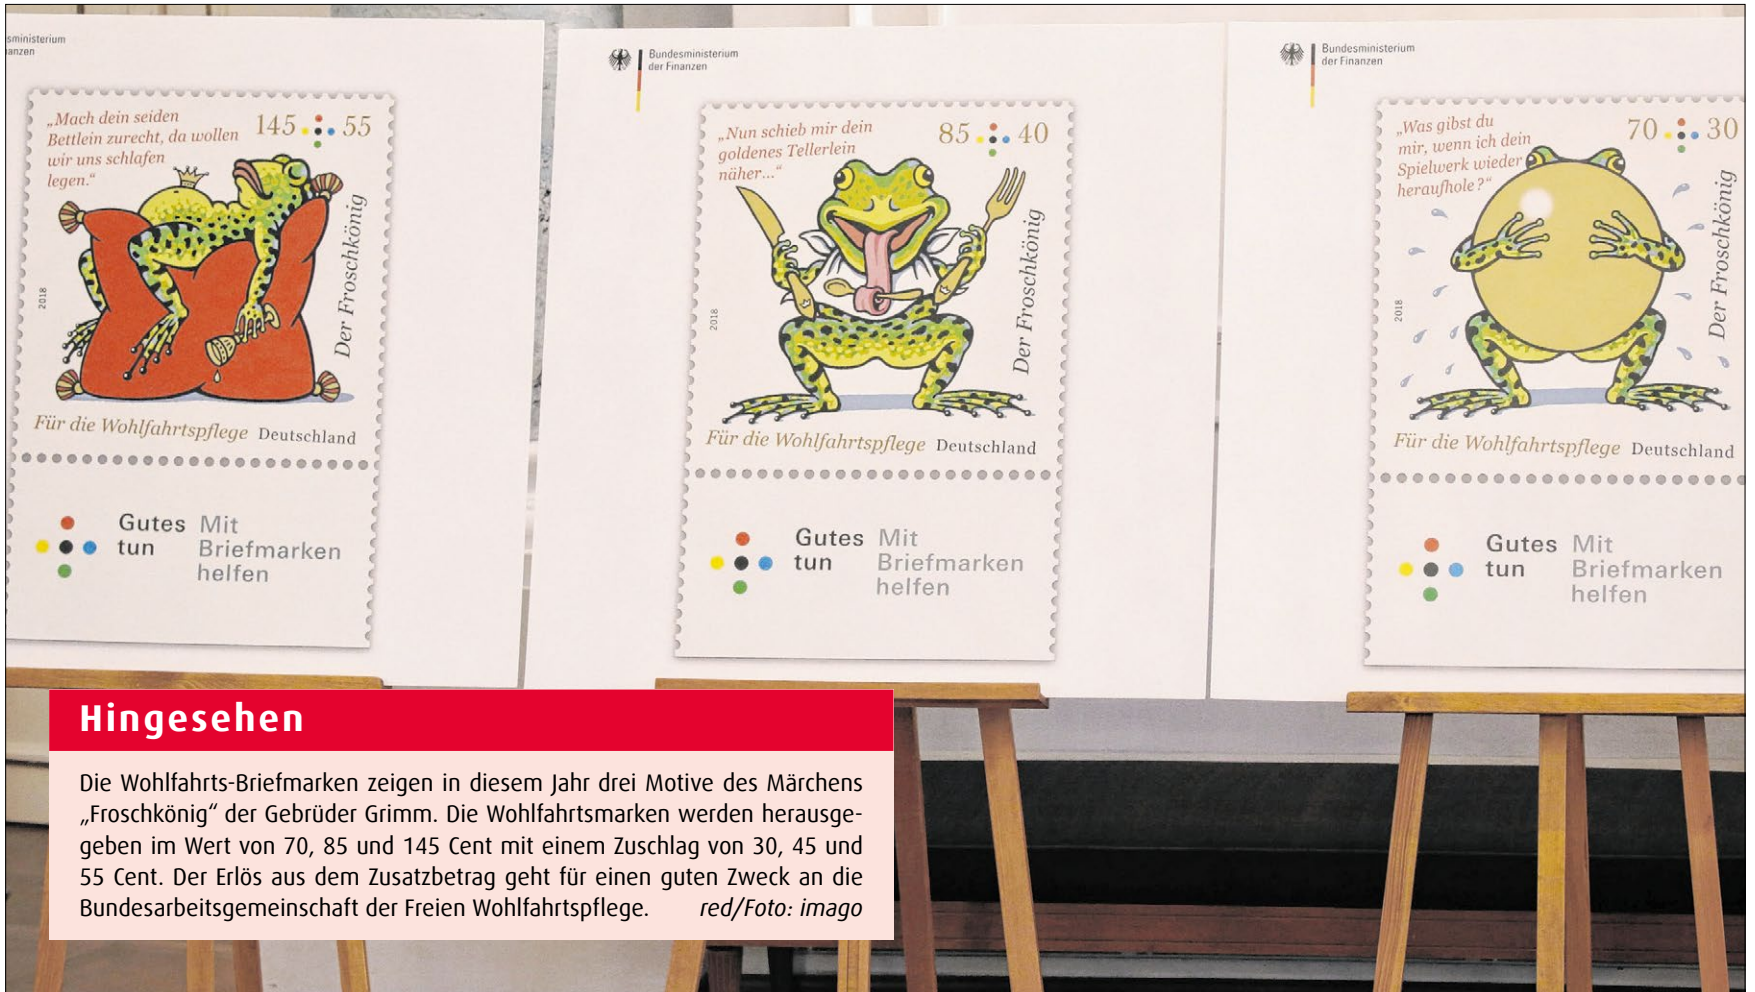 sministerium
anzen
„Mach dein seiden
Bettlein zurecht, da wollen
wir uns schlafen
legen.“
145 55
Der Froschkönig
2018
Für die Wohlfahrtspflege Deutschland
Gutes Mit
tun Briefmarken
helfen
Bundesministerium
der Finanzen
„Nun schieb mir dein
goldenes Tellerlein
näher...“
85 40
Der Froschkönig
2018
Für die Wohlfahrtspflege Deutschland
Gutes Mit
tun Briefmarken
helfen
Bundesministerium
der Finanzen
„Was gibst du
mir, wenn ich dein
Spielwerk wieder
heraufhole?“
70 30
Der Froschkönig
2018
Für die Wohlfahrtspflege Deutschland
Gutes Mit
tun Briefmarken
helfen
Hingesehen
Die Wohlfahrts-Briefmarken zeigen in diesem Jahr drei Motive des Märchens
„Froschkönig“ der Gebrüder Grimm. Die Wohlfahrtsmarken werden herausge-
geben im Wert von 70, 85 und 145 Cent mit einem Zuschlag von 30, 45 und
55 Cent. Der Erlös aus dem Zusatzbetrag geht für einen guten Zweck an die
Bundesarbeitsgemeinschaft der Freien Wohlfahrtspflege. red/Foto: imago